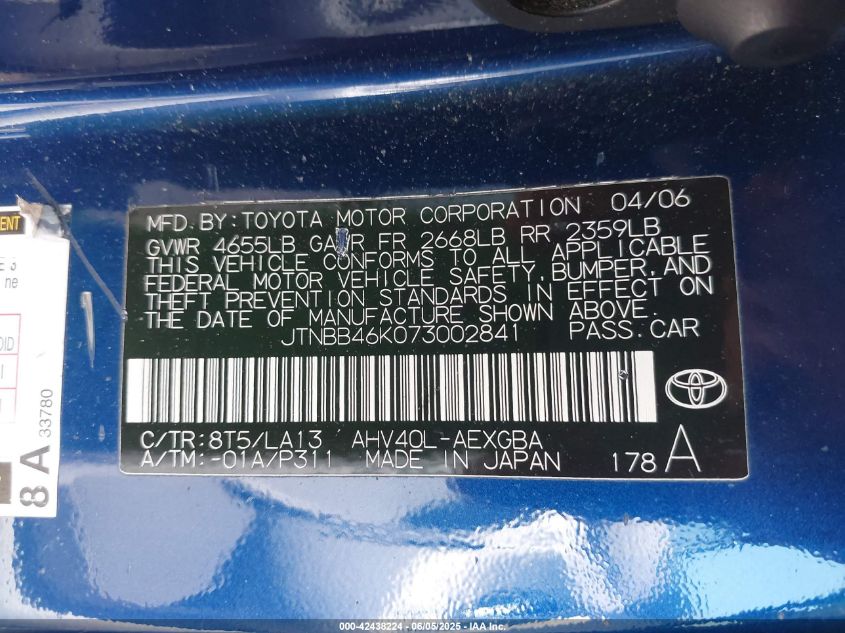 MFD. BY: TOYOTA MOTOR CORPORATION 04/06
GVWR 4655LB GAWR FR 2668LB RR 2359LB
THIS VEHICLE CONFORMS TO ALL APPLICABLE
FEDERAL MOTOR VEHICLE SAFETY, BUMPER, AND
THEFT PREVENTION STANDARDS IN EFFECT ON
THE DATE OF MANUFACTURE SHOWN ABOVE.
JTNBB46K073002841 PASS. CAR
C/TR: 8T5/LA13 AHV40L-AEXGBA
A/TM: -01A/P311 MADE IN JAPAN 178 A
8 A 33780
000-42438224 - 06/05/2025 - IAA Inc.